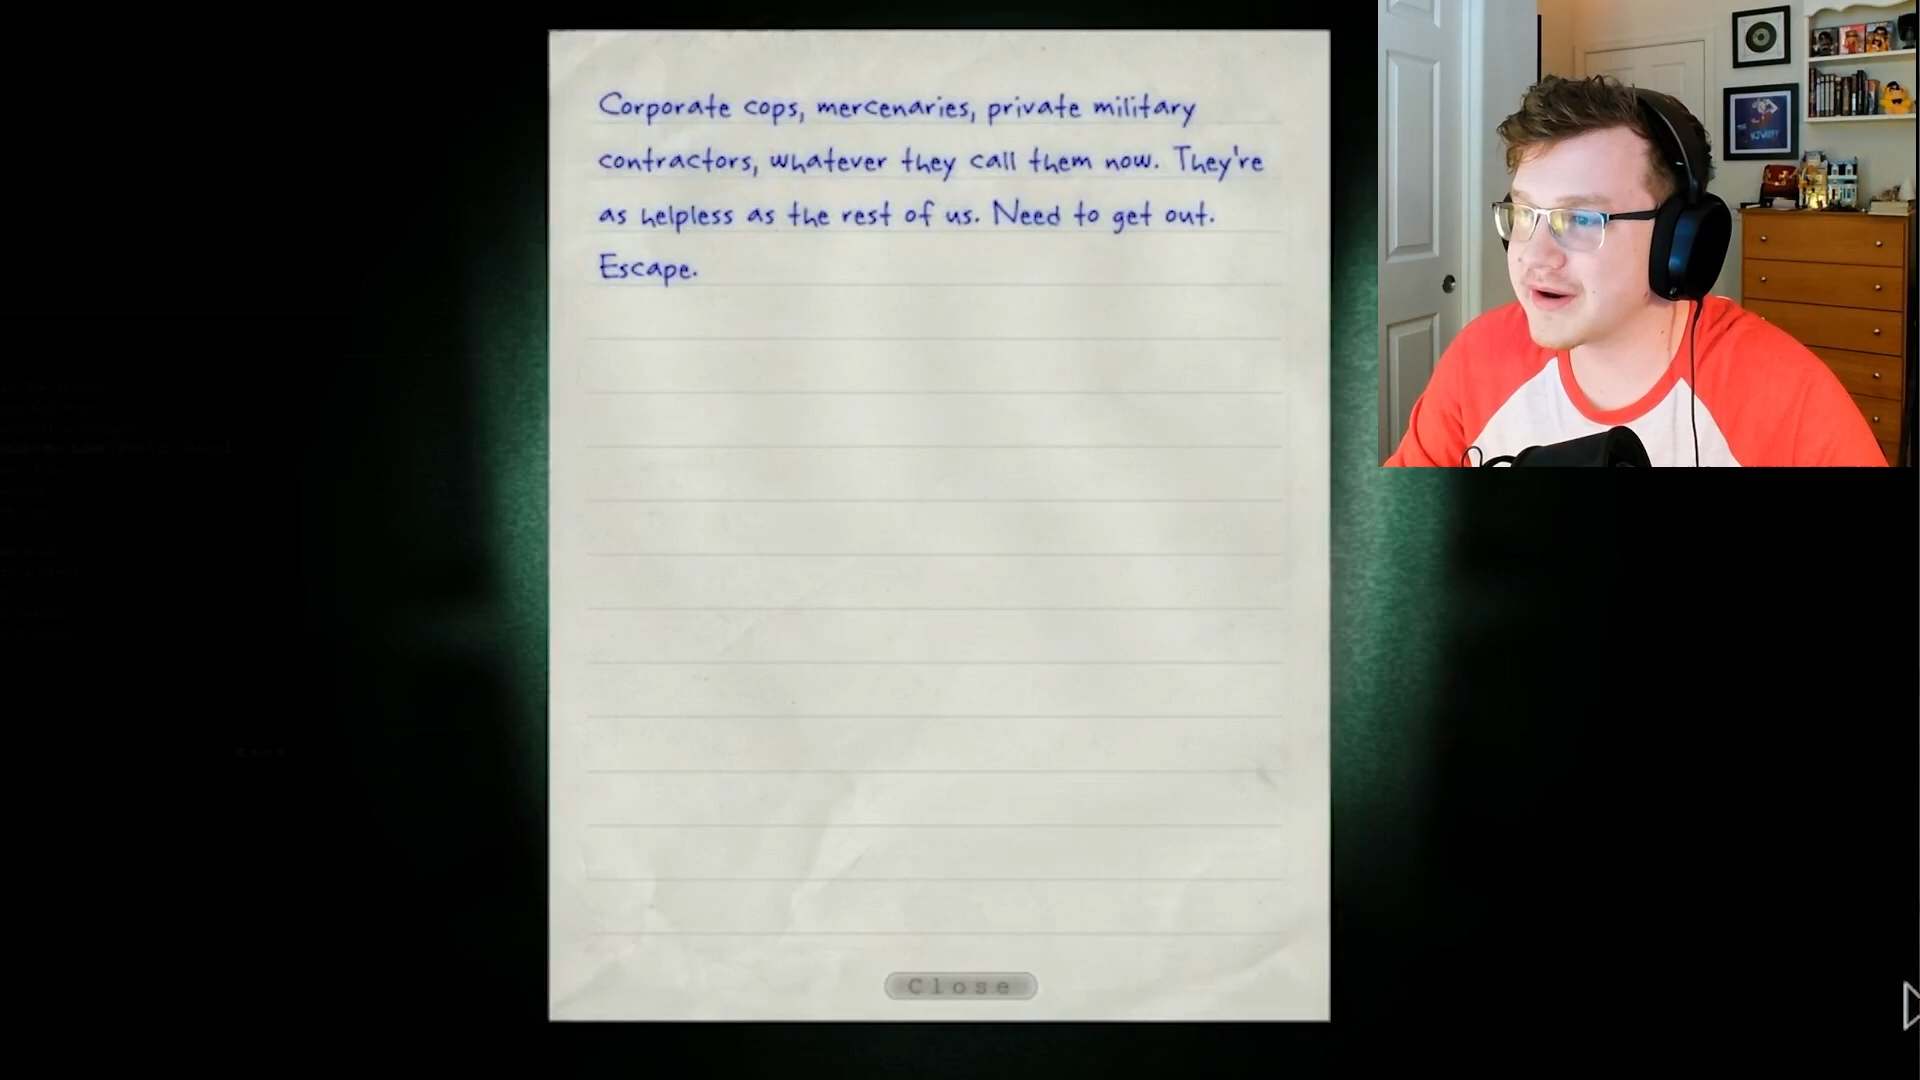 Corporate cops, mercenaries, private military
contractors, whatever they call them now. They're
as helpless as the rest of us. Need to get out.
Escape.
Close